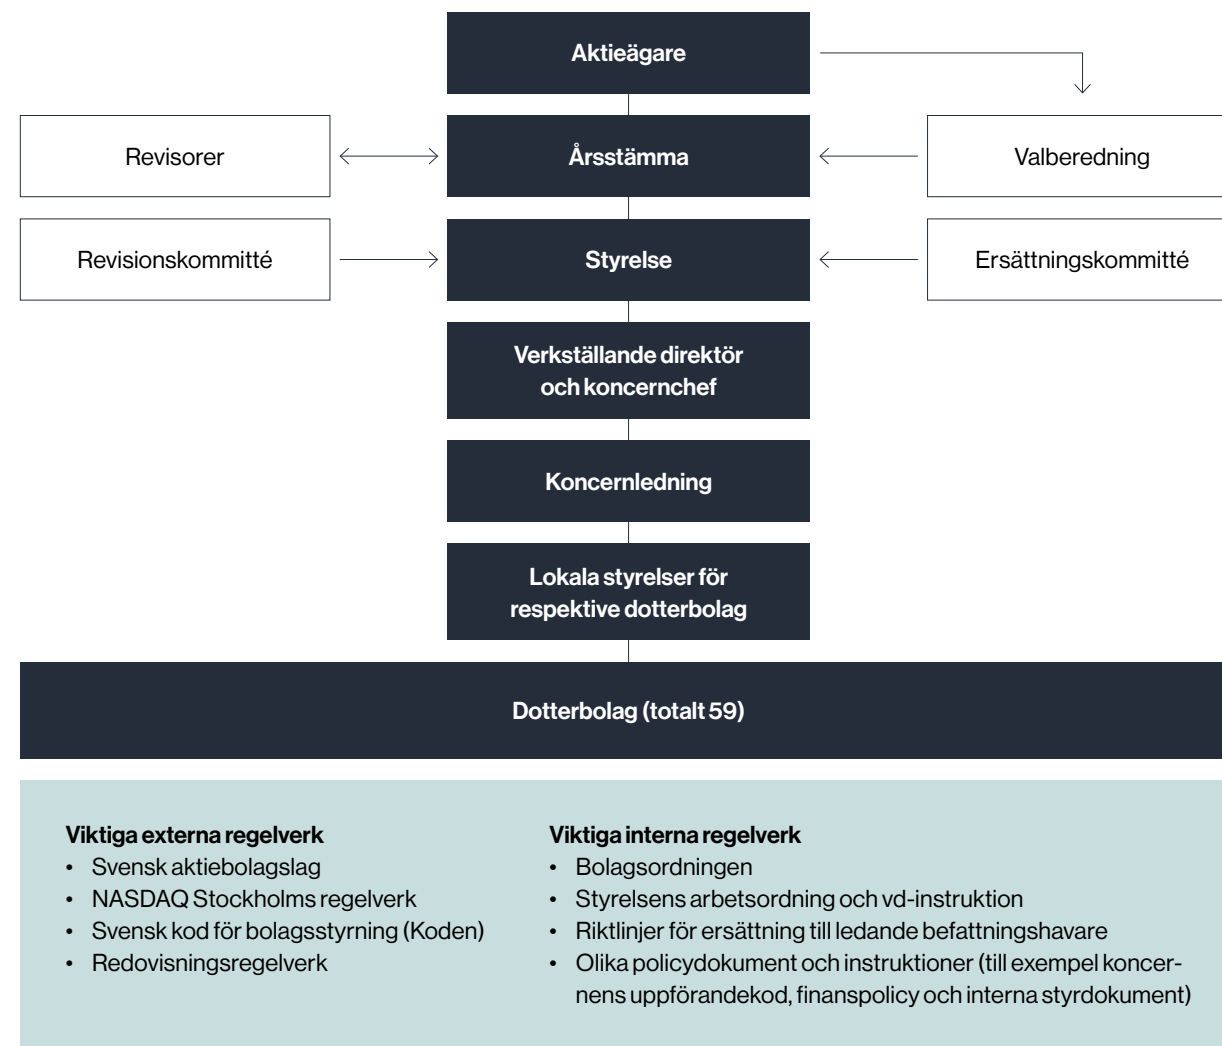 Aktieägare
Revisorer
Årsstämma
Valberedning
Revisionskommitté
Styrelse
Ersättningskommitté
Verkställande direktör
och koncernchef
Koncernledning
Lokala styrelser för
respektive dotterbolag
Dotterbolag (totalt 59)
Viktiga externa regelverk
• Svensk aktiebolagslag
• NASDAQ Stockholms regelverk
• Svensk kod för bolagsstyrning (Koden)
• Redovisningsregelverk
Viktiga interna regelverk
• Bolagsordningen
• Styrelsens arbetsordning och vd-instruktion
• Riktlinjer för ersättning till ledande befattningshavare
• Olika policydokument och instruktioner (till exempel koncer-
nens uppförandekod, finanspolicy och interna styrdokument)